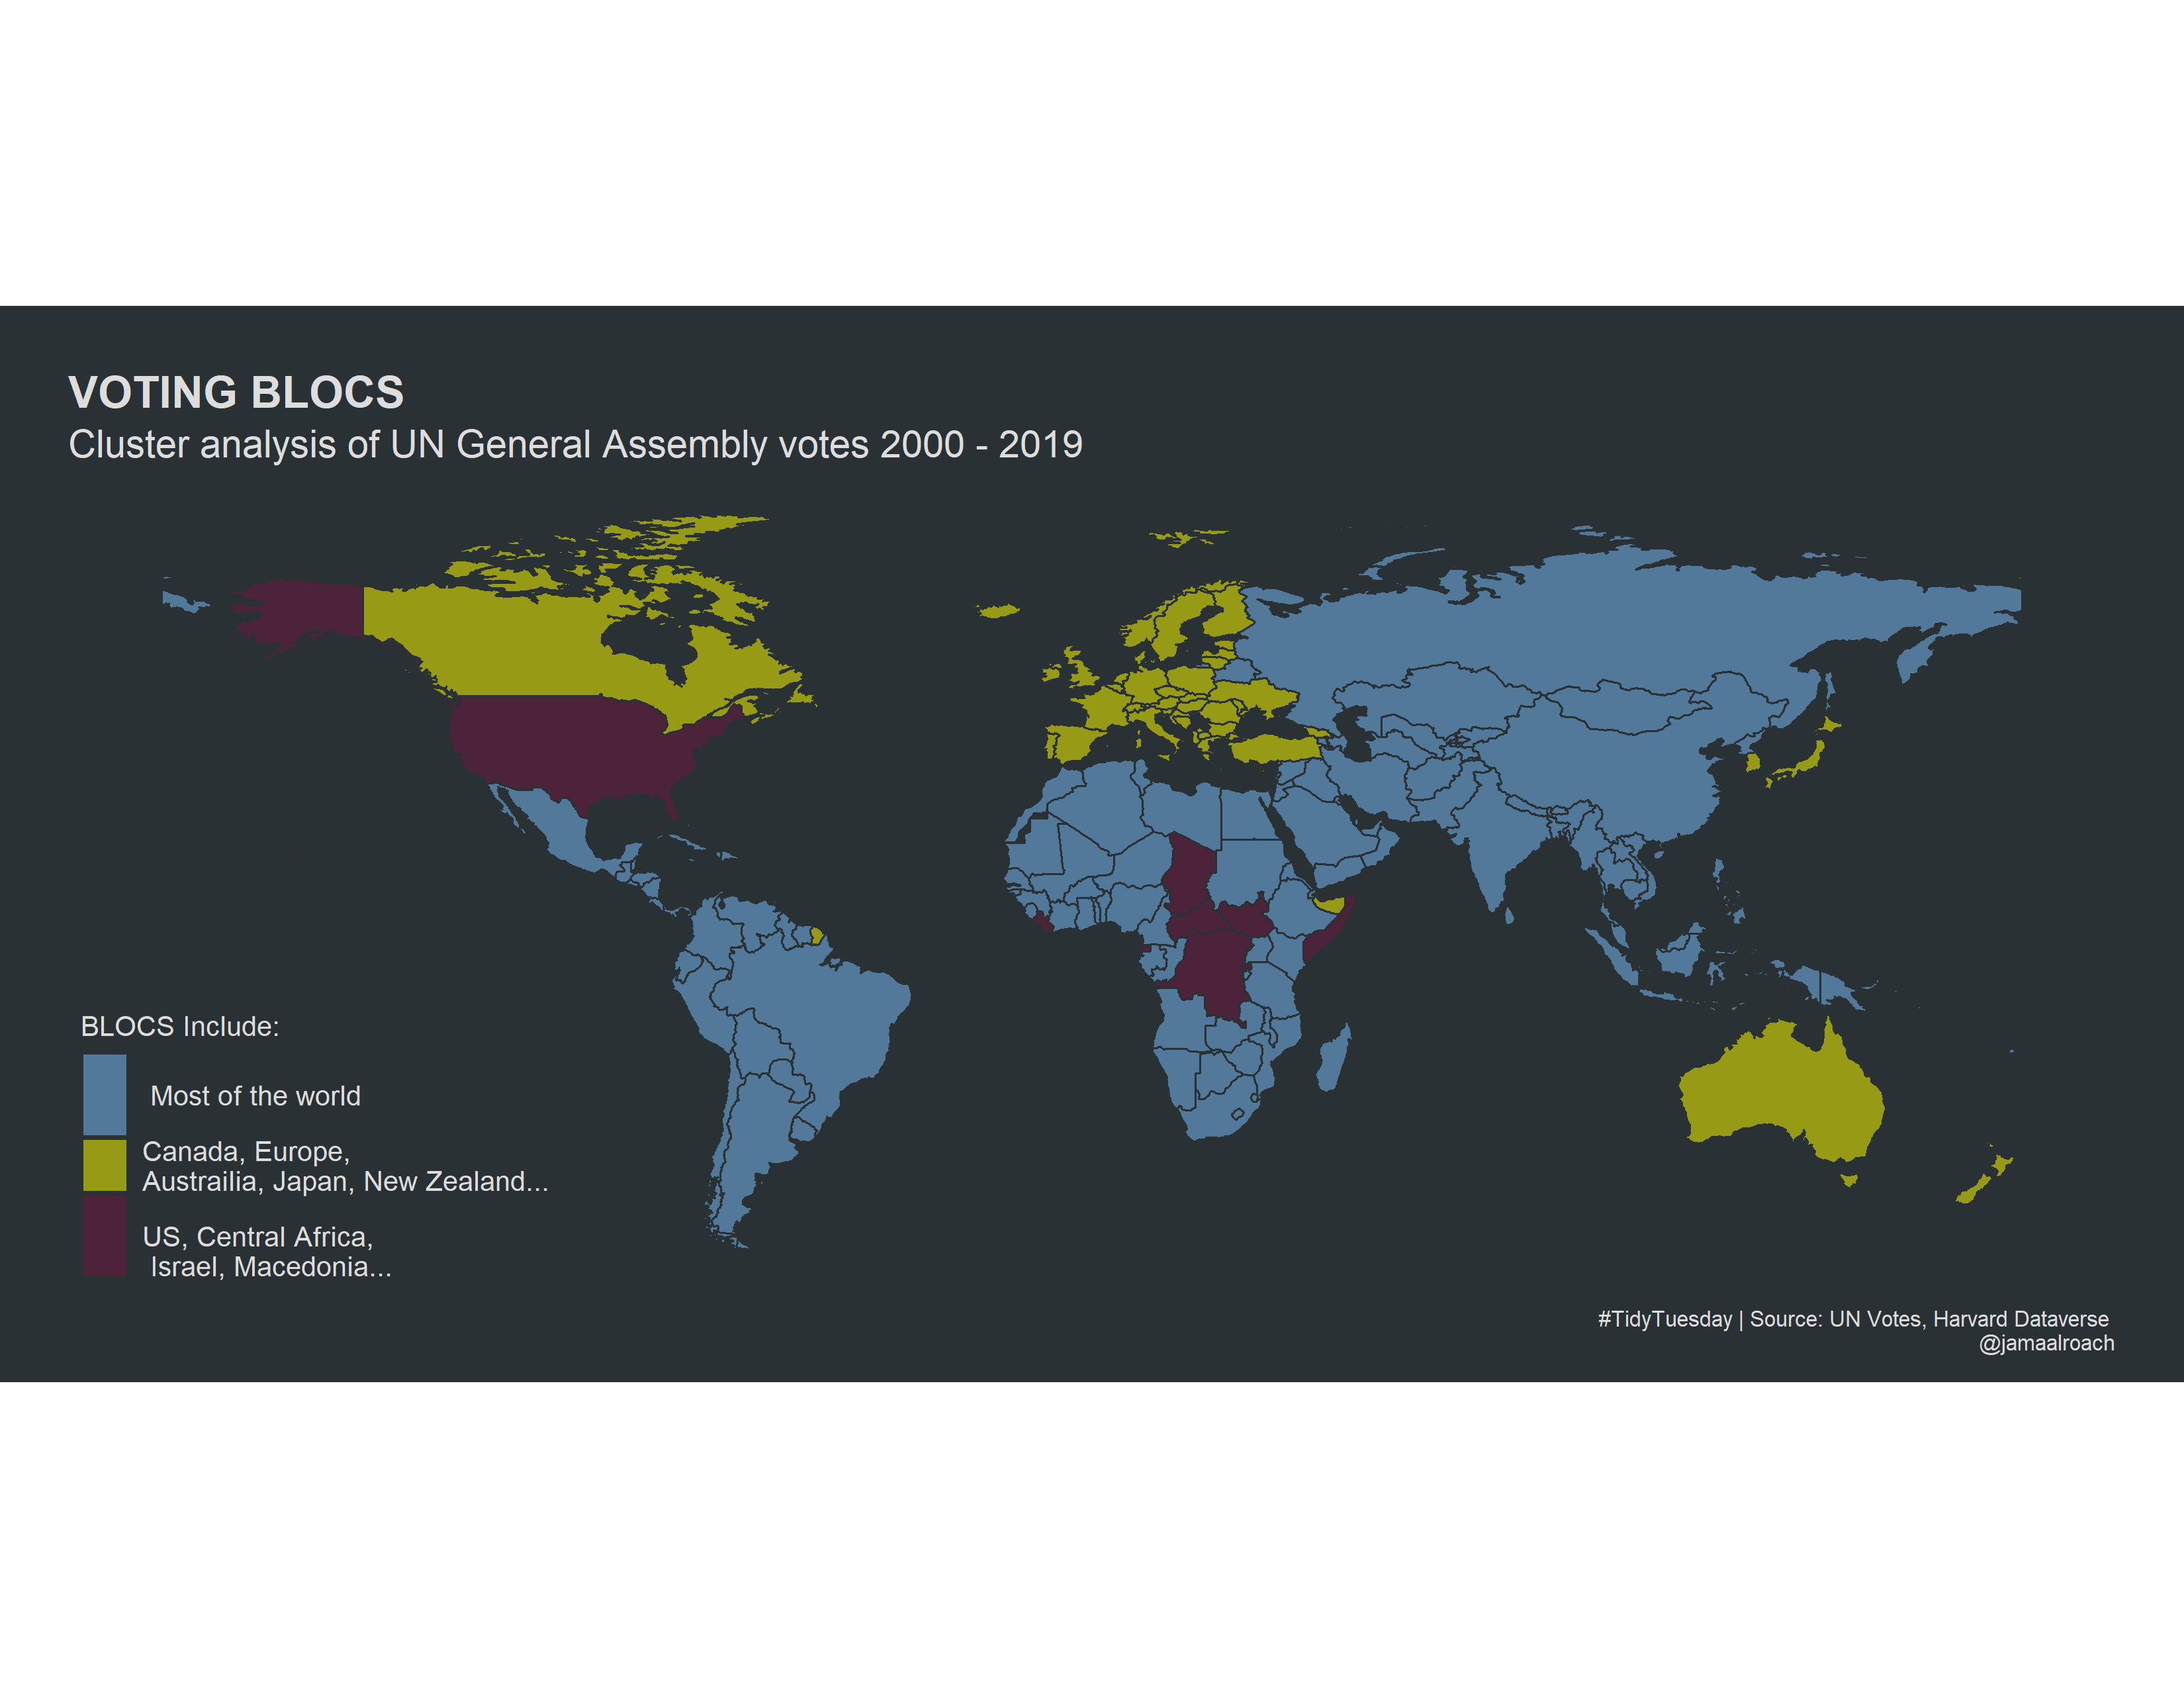 VOTING BLOCS
Cluster analysis of UN General Assembly votes 2000 - 2019
BLOCS Include:
Most of the world
Canada, Europe,
Austrailia, Japan, New Zealand...
US, Central Africa,
Israel, Macedonia...
#TidyTuesday | Source: UN Votes, Harvard Dataverse
@jamaalroach